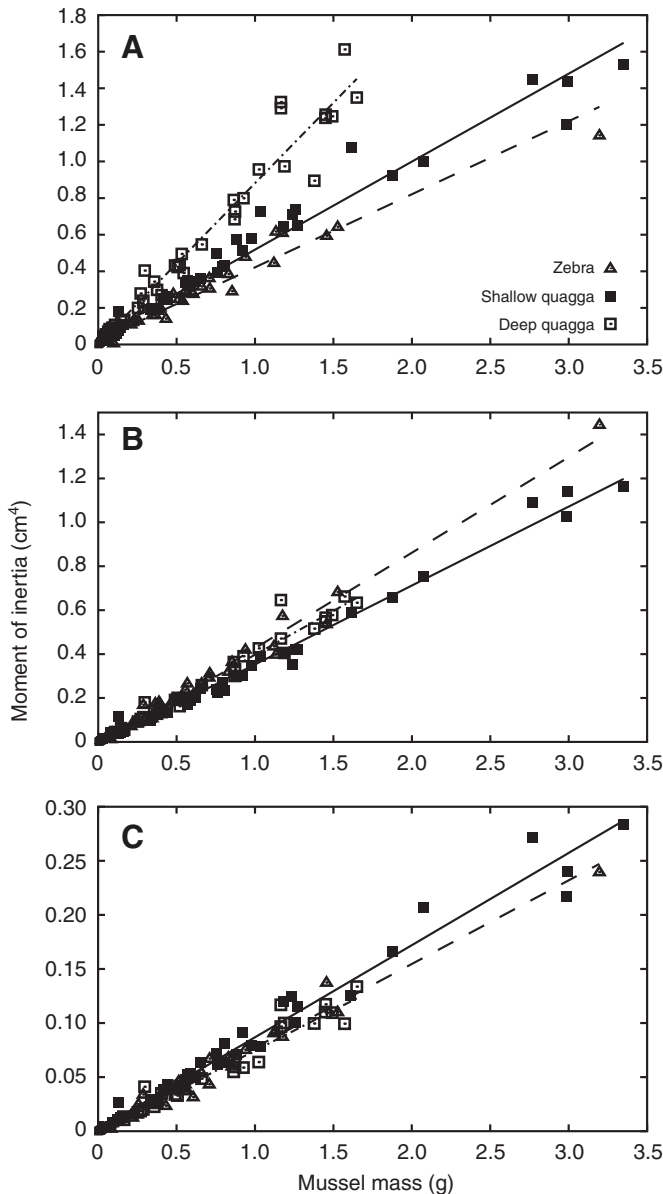 1.8
A
1.6
1.4
1.2
1.0
0.8
0.6
Zebra
0.4
Shallow quagga
0.2
Deep quagga
0
0 0.5 1.0 1.5 2.0 2.5 3.0 3.5
1.4
B
1.2
1.0
0.8
0.6
0.4
0.2
0
0 0.5 1.0 1.5 2.0 2.5 3.0 3.5
Moment of inertia (cm⁴)
0.30
C
0.25
0.20
0.15
0.10
0.05
0
0 0.5 1.0 1.5 2.0 2.5 3.0 3.5
Mussel mass (g)